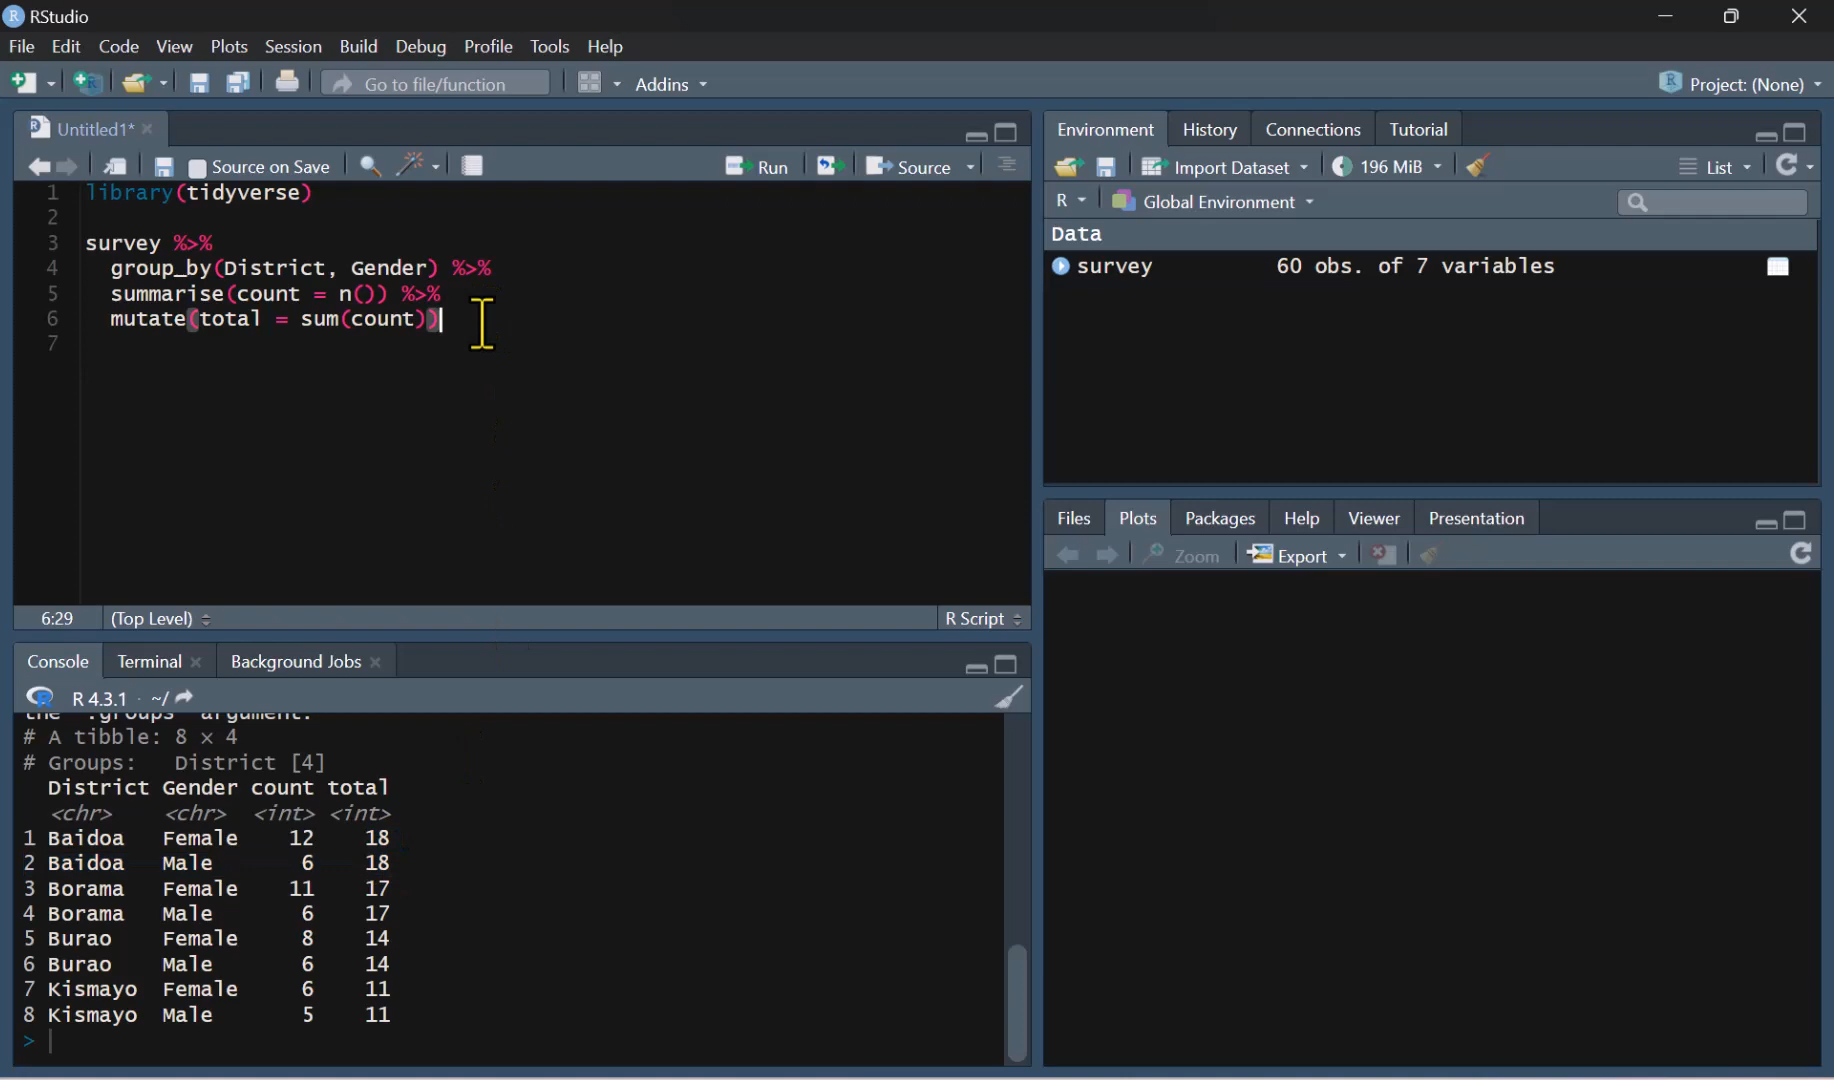 RStudio
File Edit Code View Plots Session Build Debug Profile Tools Help
Go to file/function Addins Project: (None)
Untitled1*
Source on Save Run Source
1 library(tidyverse)
2
3 survey %>%
4 group_by(District, Gender) %>%
5 summarise(count = n()) %>%
6 mutate(total = sum(count))
7
6:29 (Top Level) R Script
Console Terminal Background Jobs
R 4.3.1 · ~/
the `.groups` argument.
# A tibble: 8 × 4
# Groups: District [4]
District Gender count total
<chr> <chr> <int> <int>
1 Baidoa Female 12 18
2 Baidoa Male 6 18
3 Borama Female 11 17
4 Borama Male 6 17
5 Burao Female 8 14
6 Burao Male 6 14
7 Kismayo Female 6 11
8 Kismayo Male 5 11
>
Environment History Connections Tutorial
Import Dataset 196 MiB List
R Global Environment
Data
survey 60 obs. of 7 variables
Files Plots Packages Help Viewer Presentation
Zoom Export